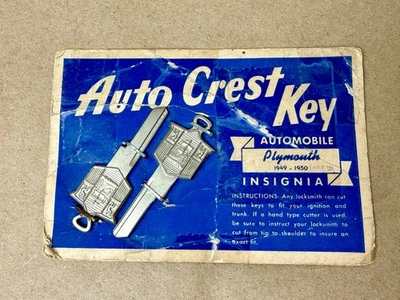 Auto Crest Key
AUTOMOBILE
Plymouth
1949 - 1950
INSIGNIA
INSTRUCTIONS: Any locksmith can cut
these keys to fit your ignition and
trunk. If a hand type cutter is used,
be sure to instruct your locksmith to
cut from tip to shoulder to insure an
exact fit.